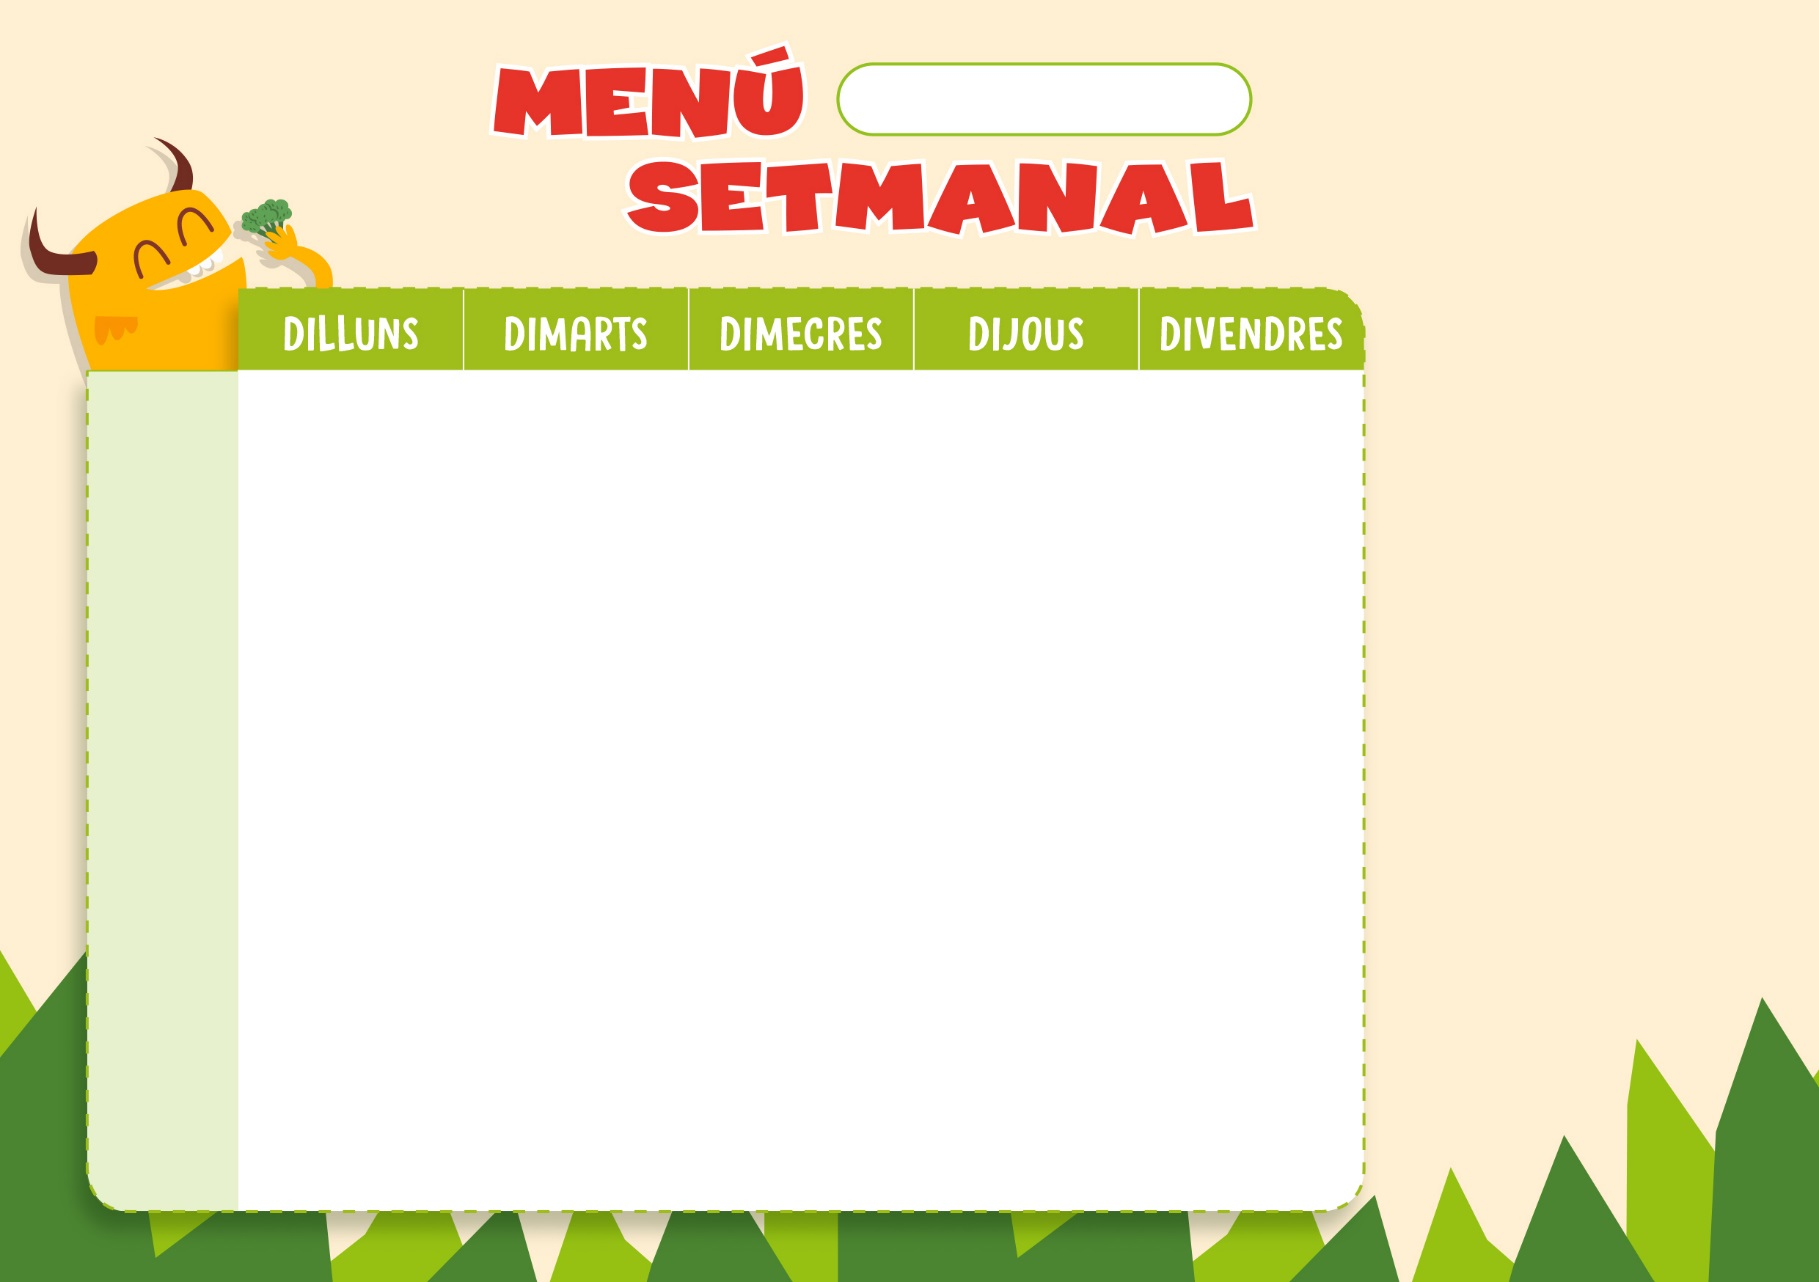 MENÚ
SETMANAL
DILLUNS DIMARTS DIMECRES DIJOUS DIVENDRES